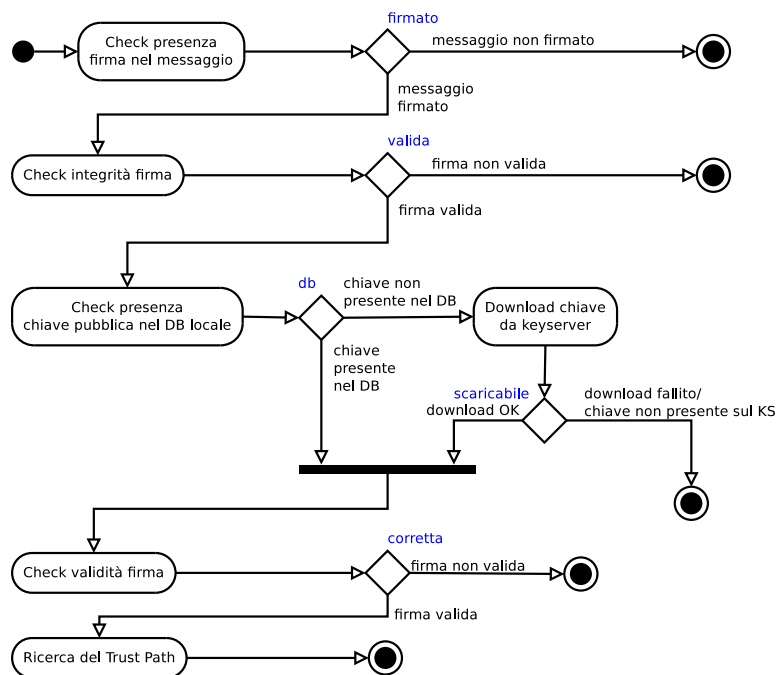 firmato
Check presenza
firma nel messaggio
messaggio non firmato
messaggio
firmato
valida
Check integrità firma
firma non valida
firma valida
db
chiave non
presente nel DB
Check presenza
chiave pubblica nel DB locale
Download chiave
da keyserver
chiave
presente
nel DB
scaricabile
download OK
download fallito/
chiave non presente sul KS
corretta
Check validità firma
firma non valida
firma valida
Ricerca del Trust Path